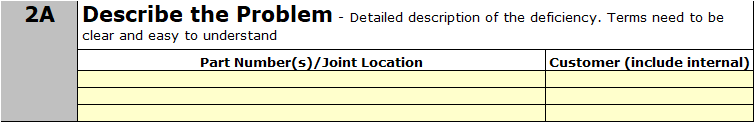 2A
Describe the Problem - Detailed description of the deficiency. Terms need to be
clear and easy to understand
Part Number(s)/Joint Location Customer (include internal)